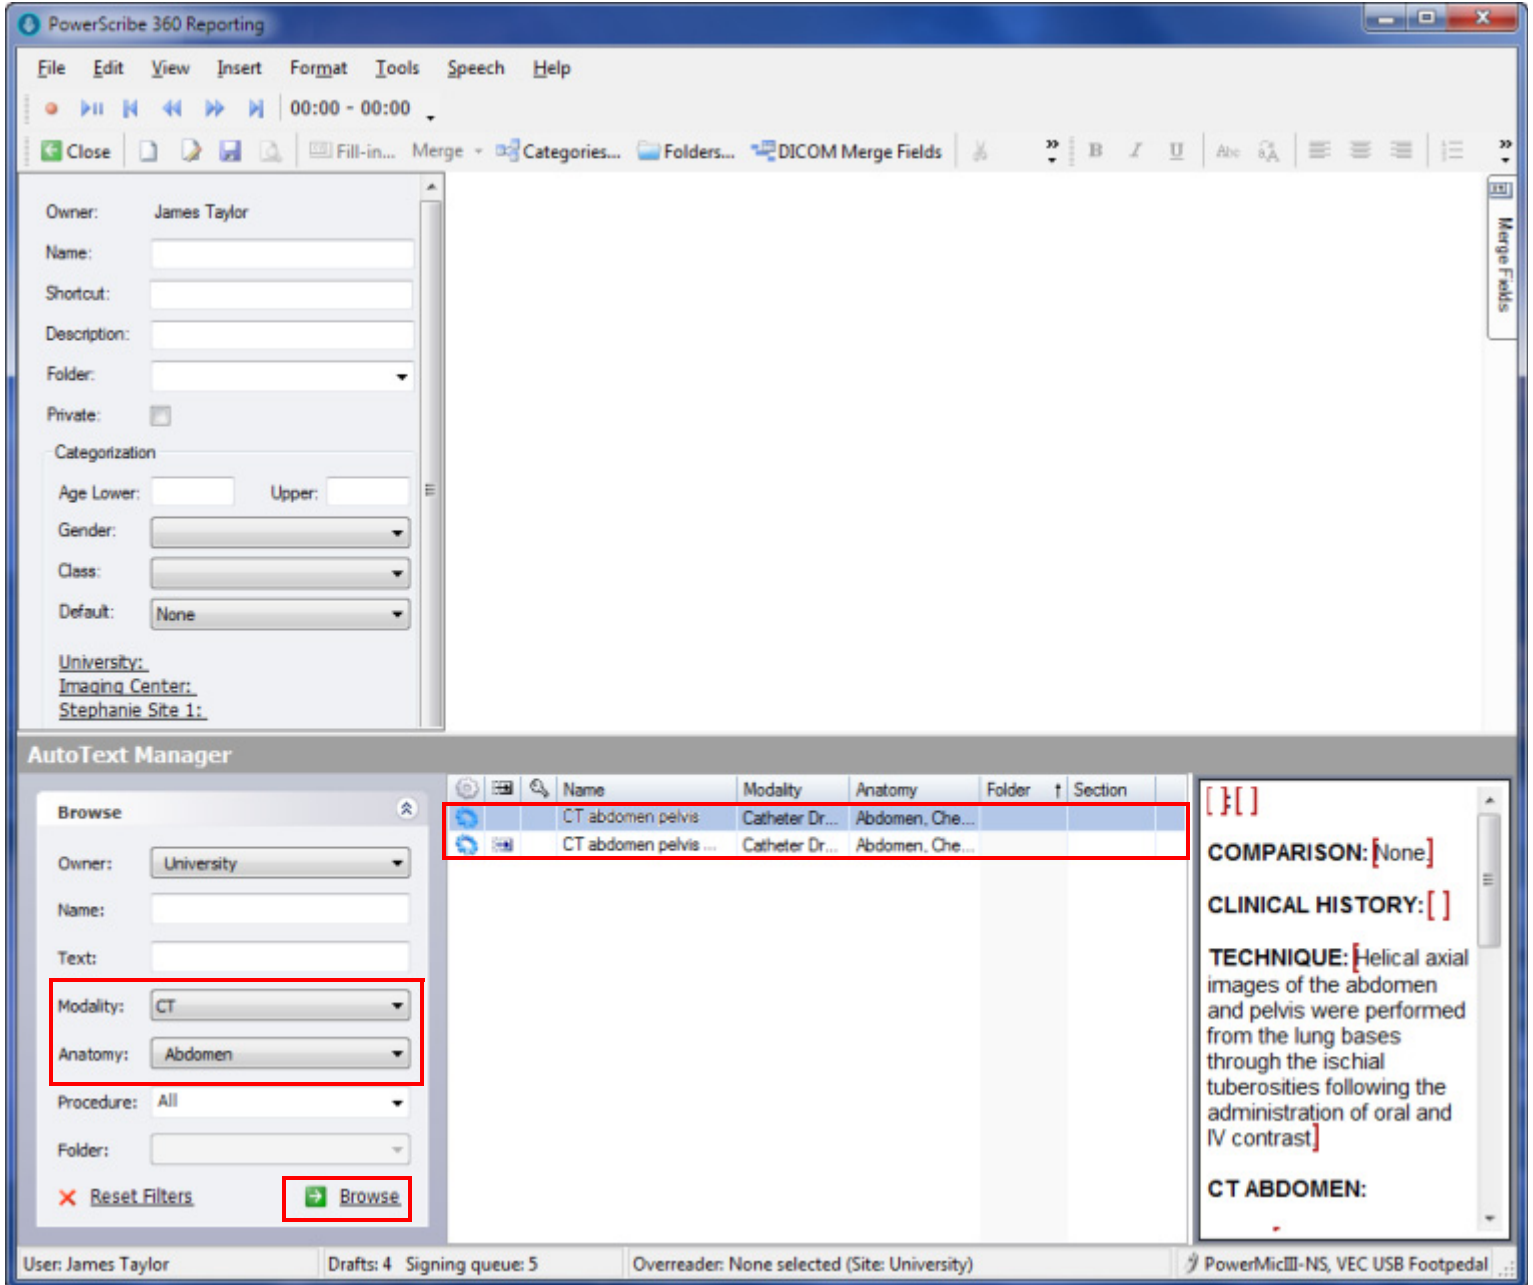 PowerScribe 360 Reporting
File Edit View Insert Format Tools Speech Help
00:00 - 00:00
Close Fill-in... Merge Categories... Folders... DICOM Merge Fields » B I U Abc »
Owner: James Taylor
Name:
Shortcut:
Description:
Folder:
Private:
Categorization
Age Lower: Upper:
Gender:
Class:
Default: None
University:
Imaging Center:
Stephanie Site 1:
Merge Fields
AutoText Manager
Browse
Owner: University
Name:
Text:
Modality: CT
Anatomy: Abdomen
Procedure: All
Folder:
Reset Filters Browse
Name Modality Anatomy Folder Section
CT abdomen pelvis Catheter Dr... Abdomen, Che...
CT abdomen pelvis ... Catheter Dr... Abdomen, Che...
[ ]:[ ]
COMPARISON: [None.]
CLINICAL HISTORY: [ ]
TECHNIQUE: [Helical axial
images of the abdomen
and pelvis were performed
from the lung bases
through the ischial
tuberosities following the
administration of oral and
IV contrast.]
CT ABDOMEN:
User: James Taylor Drafts: 4 Signing queue: 5 Overreader: None selected (Site: University) PowerMicIII-NS, VEC USB Footpedal